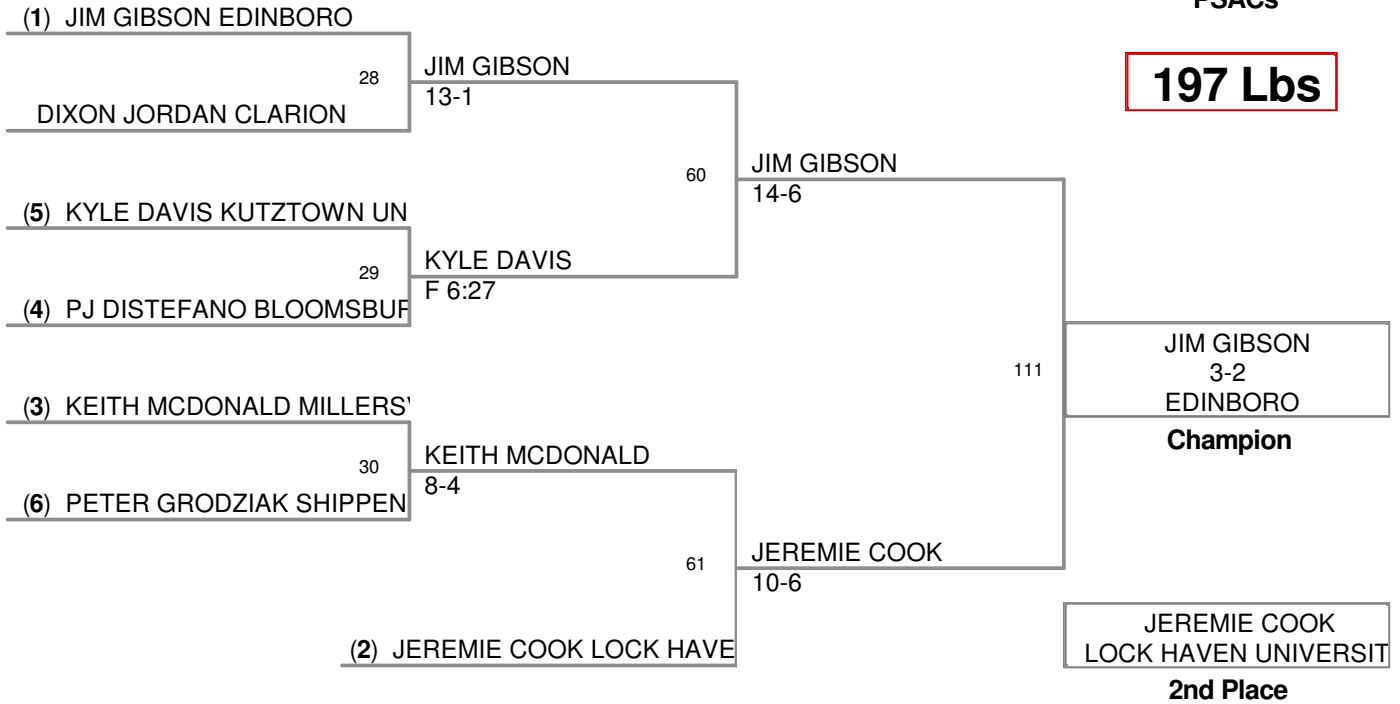 PSACs
197 Lbs
(1) JIM GIBSON EDINBORO
28
DIXON JORDAN CLARION
JIM GIBSON
13-1
(5) KYLE DAVIS KUTZTOWN UN
29
(4) PJ DISTEFANO BLOOMSBUR
KYLE DAVIS
F 6:27
60
JIM GIBSON
14-6
(3) KEITH MCDONALD MILLERSV
30
(6) PETER GRODZIAK SHIPPEN
KEITH MCDONALD
8-4
61
(2) JEREMIE COOK LOCK HAVE
JEREMIE COOK
10-6
111
JIM GIBSON
3-2
EDINBORO
Champion
JEREMIE COOK
LOCK HAVEN UNIVERSIT
2nd Place